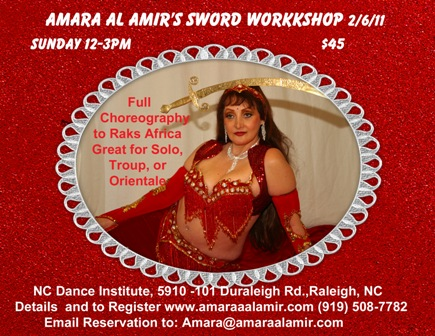 AMARA AL AMIR'S SWORD WORKKSHOP 2/6/11
SUNDAY 12-3PM $45
Full
Choreography
to Raks Africa
Great for Solo,
Troup, or
Orientale
NC Dance Institute, 5910 -101 Duraleigh Rd.,Raleigh, NC
Details and to Register www.amaraalamir.com (919) 508-7782
Email Reservation to: Amara@amaraalamir.com